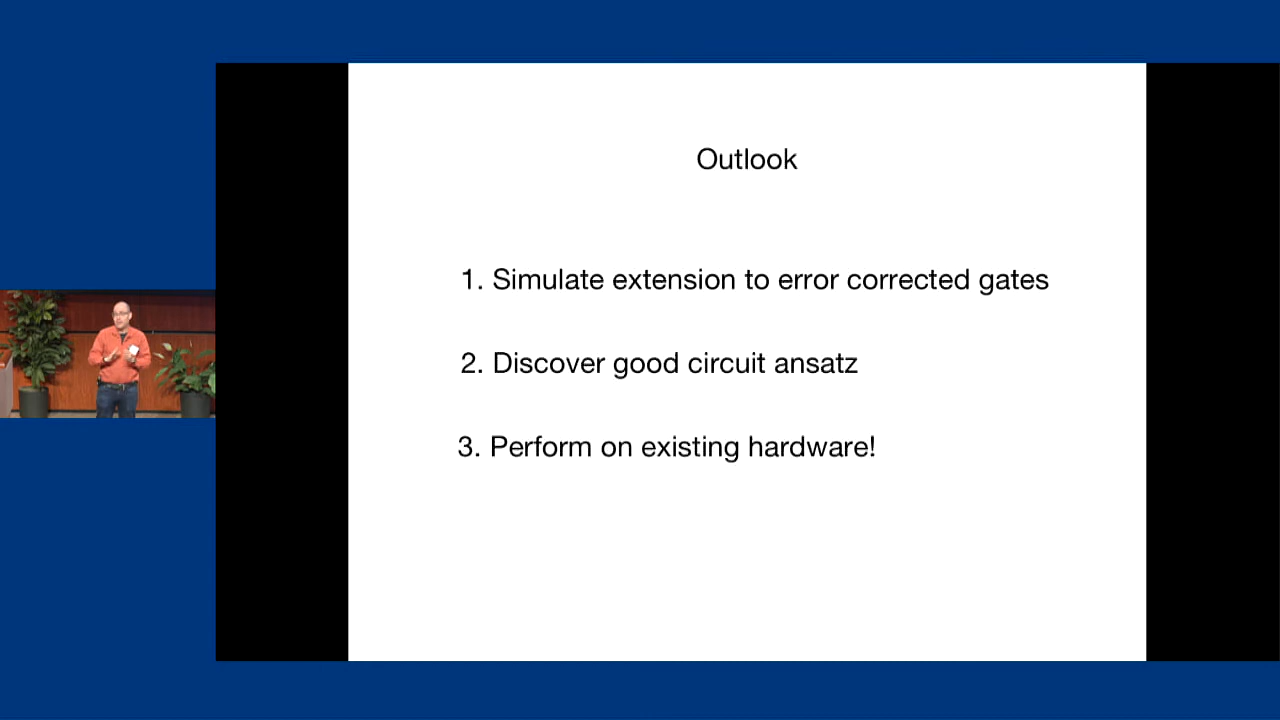 Outlook
1. Simulate extension to error corrected gates
2. Discover good circuit ansatz
3. Perform on existing hardware!